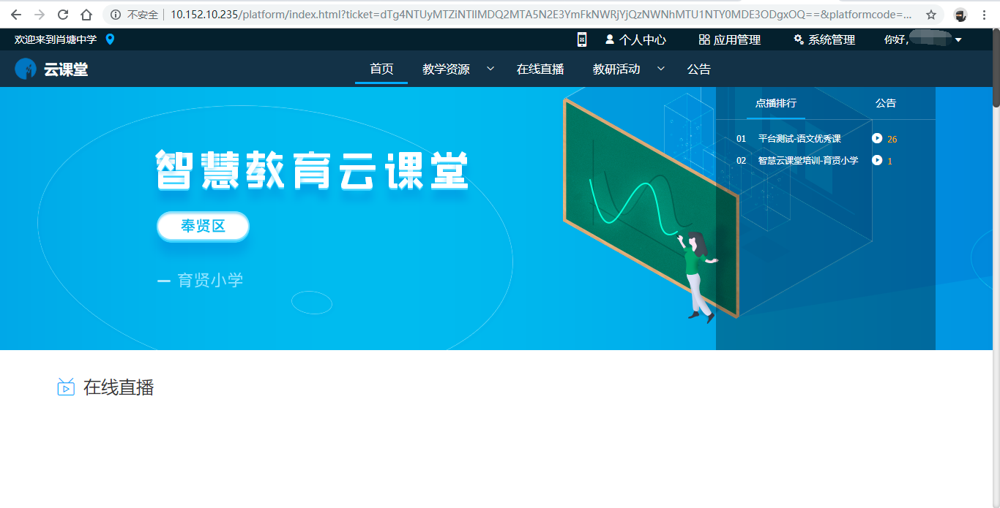 不安全 10.152.10.235/platform/index.html?ticket=dTg4NTUyMTZiNTllMDQ2MTA5N2E3YmFkNWRjYjQzNWNhMTU1NTY0MDE3ODgxOQ==&platformcode=...
欢迎来到肖塘中学 个人中心 应用管理 系统管理 你好,
云课堂 首页 教学资源 在线直播 教研活动 公告
点播排行 公告
01 平台测试-语文优秀课 26
02 智慧云课堂培训-育贤小学 1
智慧教育云课堂
奉贤区
— 育贤小学
在线直播